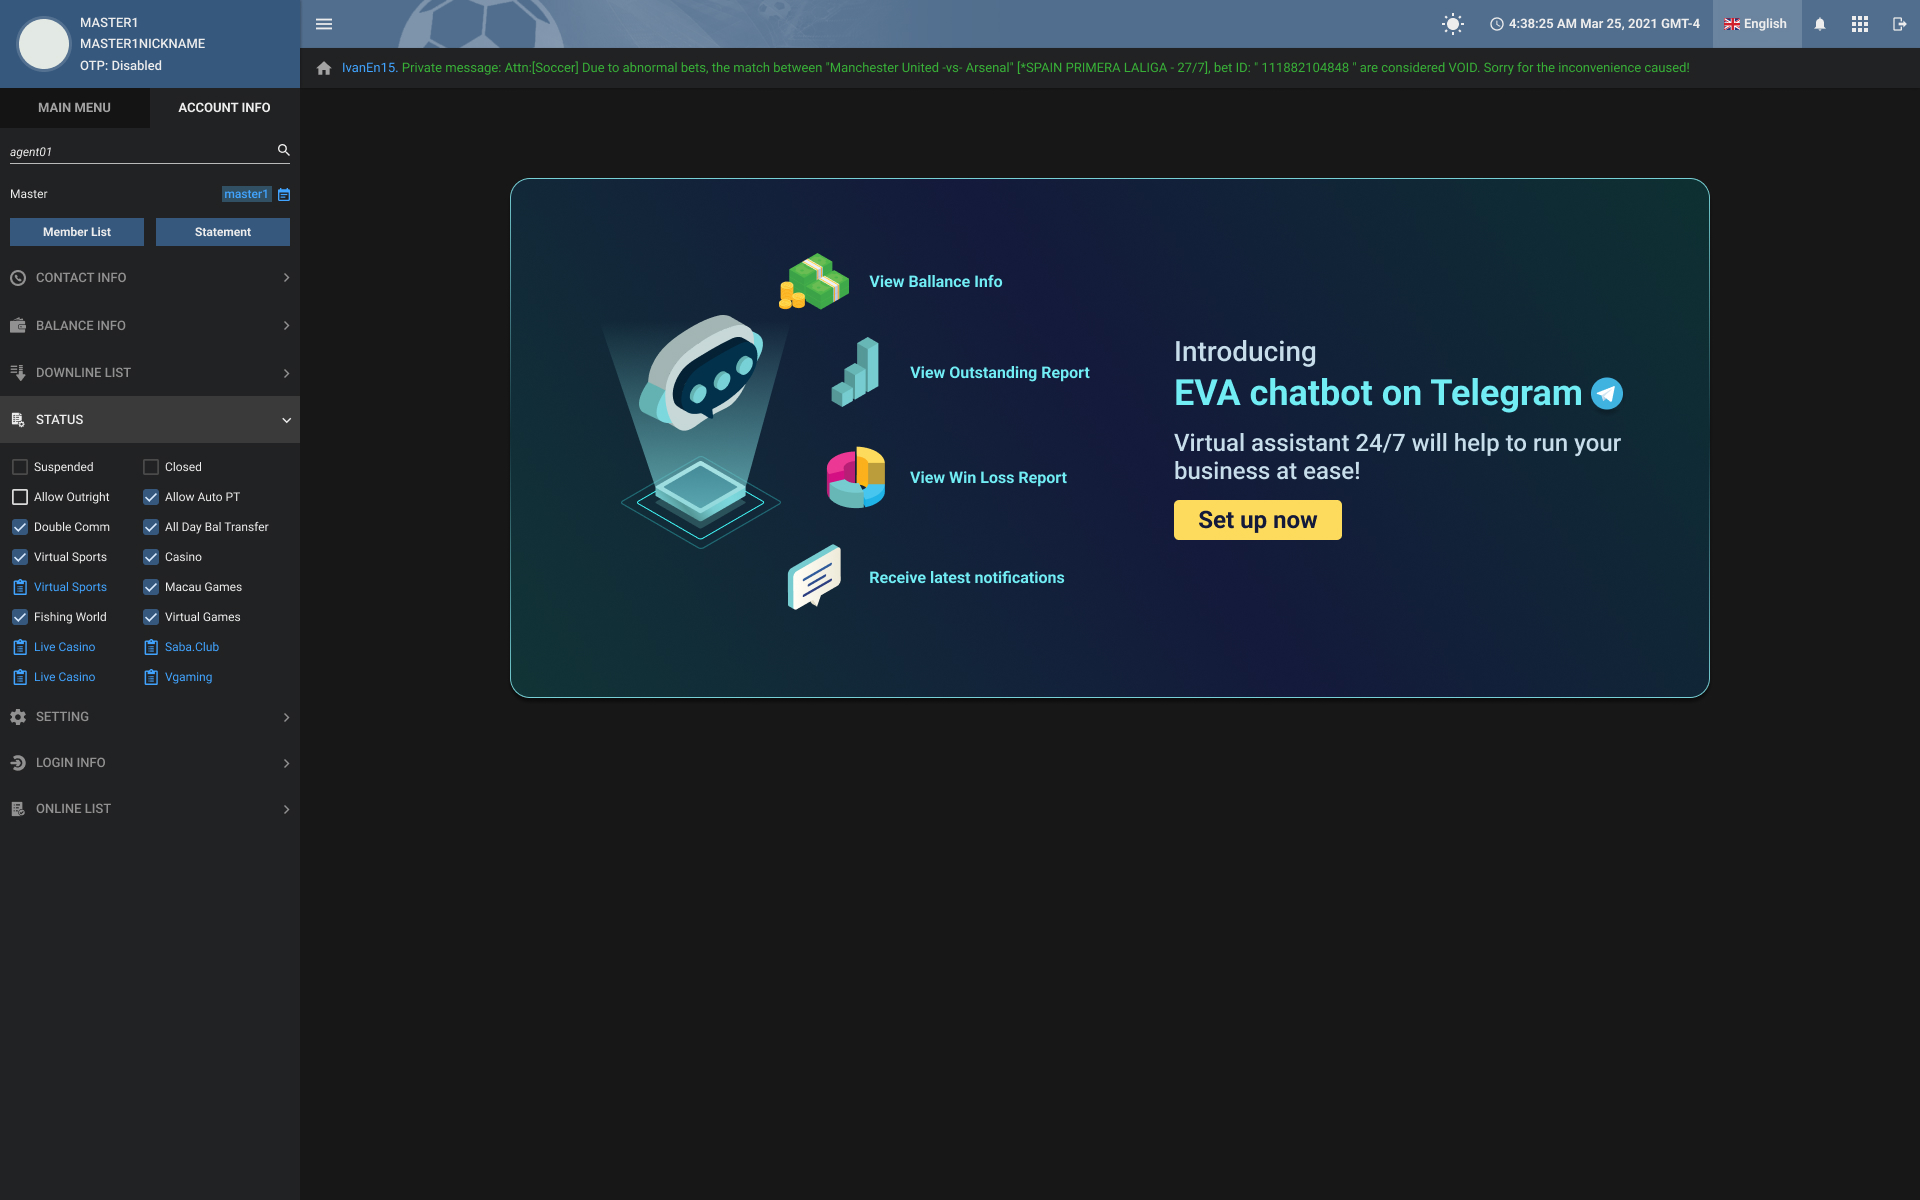 MASTER1
MASTER1NICKNAME
OTP: Disabled
MAIN MENU
ACCOUNT INFO
agent01
Master
master1
Member List
Statement
CONTACT INFO
BALANCE INFO
DOWNLINE LIST
STATUS
Suspended
Closed
Allow Outright
Allow Auto PT
Double Comm
All Day Bal Transfer
Virtual Sports
Casino
Virtual Sports
Macau Games
Fishing World
Virtual Games
Live Casino
Saba.Club
Live Casino
Vgaming
SETTING
LOGIN INFO
ONLINE LIST
4:38:25 AM Mar 25, 2021 GMT-4
English
IvanEn15. Private message: Attn:[Soccer] Due to abnormal bets, the match between "Manchester United -vs- Arsenal" [*SPAIN PRIMERA LALIGA - 27/7], bet ID: " 111882104848 " are considered VOID. Sorry for the inconvenience caused!
View Ballance Info
View Outstanding Report
View Win Loss Report
Receive latest notifications
Introducing
EVA chatbot on Telegram
Virtual assistant 24/7 will help to run your
business at ease!
Set up now